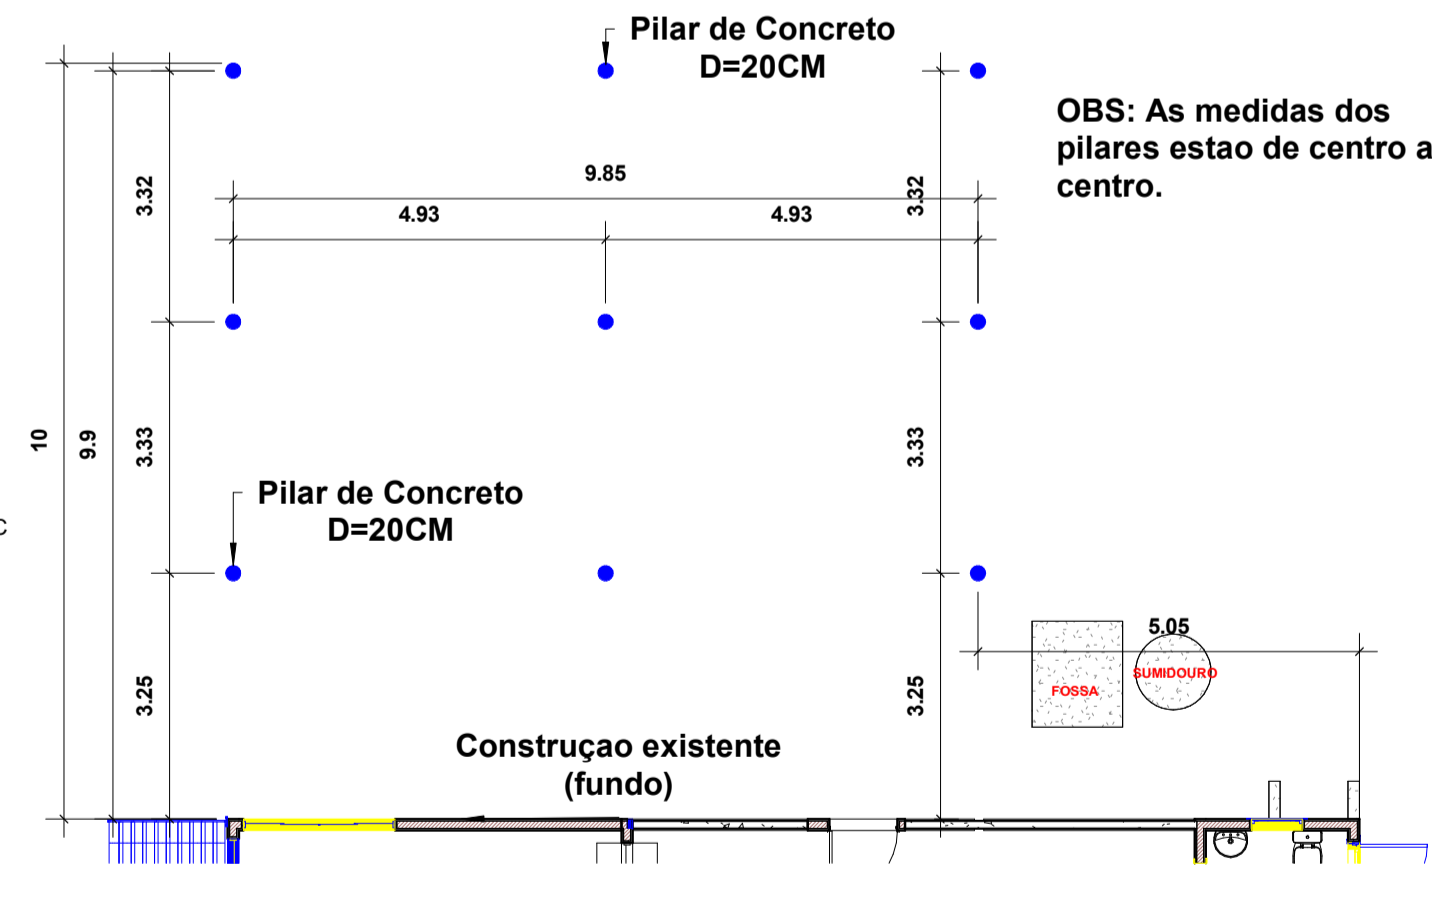 Pilar de Concreto
D=20CM
OBS: As medidas dos
pilares estao de centro a
centro.
9.85
3.32
3.32
4.93
4.93
10
9.9
3.33
3.33
Pilar de Concreto
D=20CM
C
5.05
SUMIDOURO
FOSSA
3.25
3.25
Construçao existente
(fundo)